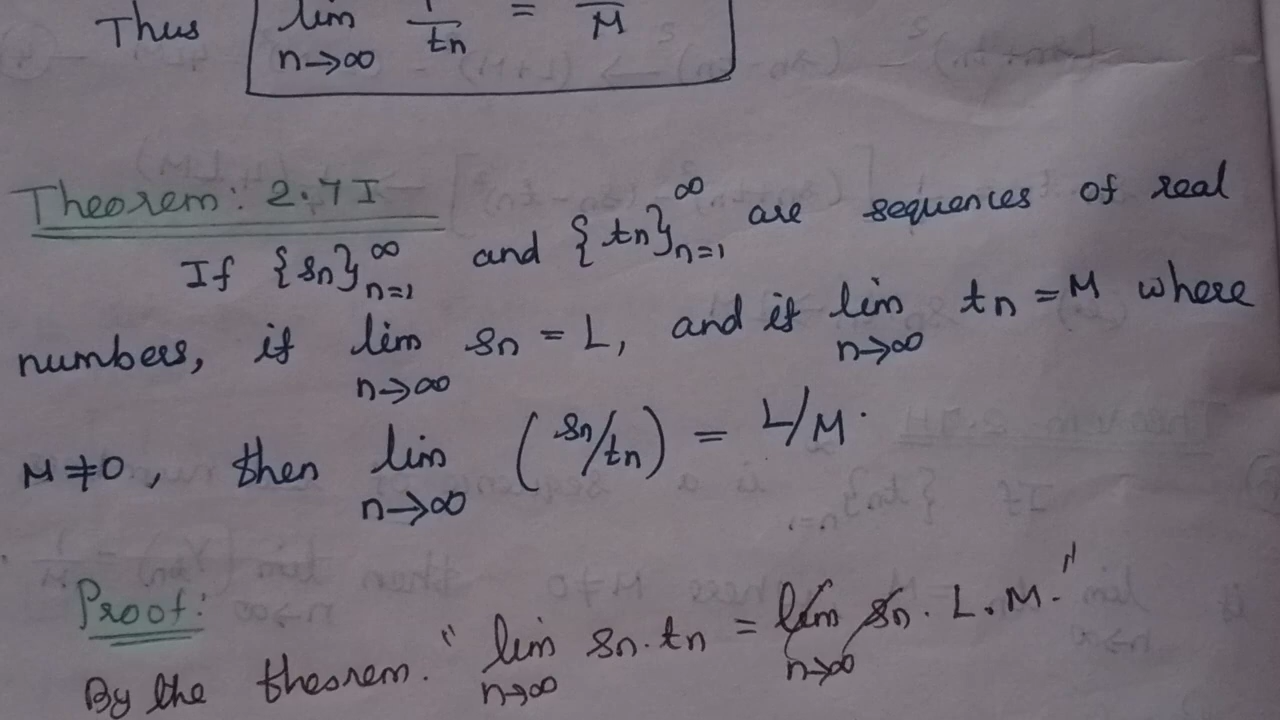 Thus lim n→∞ 1/tn = 1/M
Theorem: 2.7I
If {sn}∞n=1 and {tn}∞n=1 are sequences of real
numbers, if lim n→∞ sn = L, and if lim n→∞ tn = M where
M≠0, then lim n→∞ (sn/tn) = L/M.
Proof:
By the theorem. " lim n→∞ sn.tn = lim n→∞ sn. L.M."